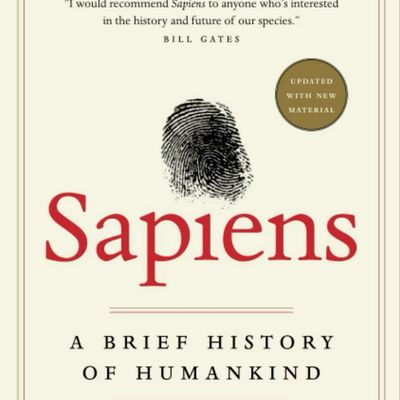 “I would recommend Sapiens to anyone who’s interested
in the history and future of our species.”
BILL GATES
UPDATED
WITH NEW
MATERIAL
Sapiens
A BRIEF HISTORY
OF HUMANKIND